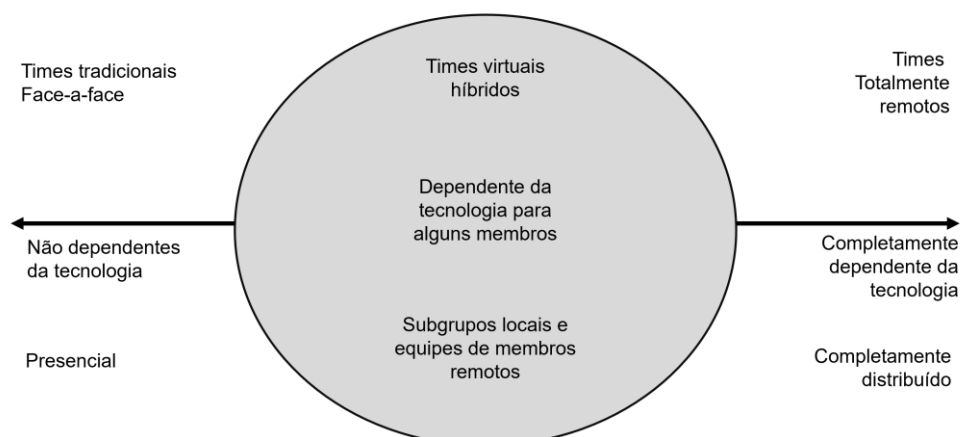 Times tradicionais
Face-a-face
Times virtuais
híbridos
Times
Totalmente
remotos
Não dependentes
da tecnologia
Dependente da
tecnologia para
alguns membros
Completamente
dependente da
tecnologia
Presencial
Subgrupos locais e
equipes de membros
remotos
Completamente
distribuído